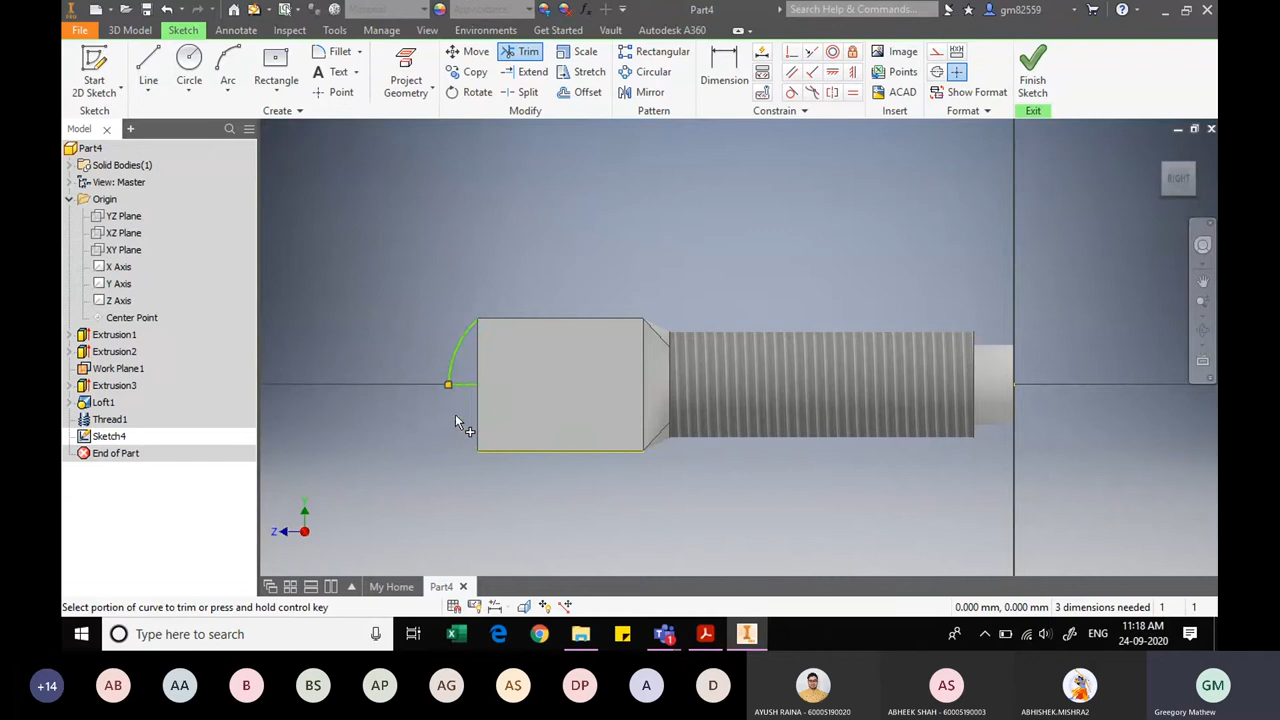 Material
Appearance
Part4
Search Help & Commands...
gm82559
File
3D Model
Sketch
Annotate
Inspect
Tools
Manage
View
Environments
Get Started
Vault
Autodesk A360
Start
2D Sketch
Sketch
Line
Circle
Arc
Rectangle
Fillet
Text
Point
Create
Project
Geometry
Move
Copy
Rotate
Trim
Extend
Split
Scale
Stretch
Offset
Modify
Rectangular
Circular
Mirror
Pattern
Dimension
Constrain
Image
Points
ACAD
Insert
Show Format
Format
Finish
Sketch
Exit
Model
Part4
Solid Bodies(1)
View: Master
Origin
YZ Plane
XZ Plane
XY Plane
X Axis
Y Axis
Z Axis
Center Point
Extrusion1
Extrusion2
Work Plane1
Extrusion3
Loft1
Thread1
Sketch4
End of Part
RIGHT
Y
Z
My Home
Part4
Select portion of curve to trim or press and hold control key
0.000 mm, 0.000 mm
3 dimensions needed
1
1
Type here to search
ENG
11:18 AM
24-09-2020
+14
AB
AA
B
BS
AP
AG
AS
DP
A
D
AYUSH RAINA - 60005190020
AS
ABHEEK SHAH - 60005190003
ABHISHEK.MISHRA2
GM
Greegory Mathew